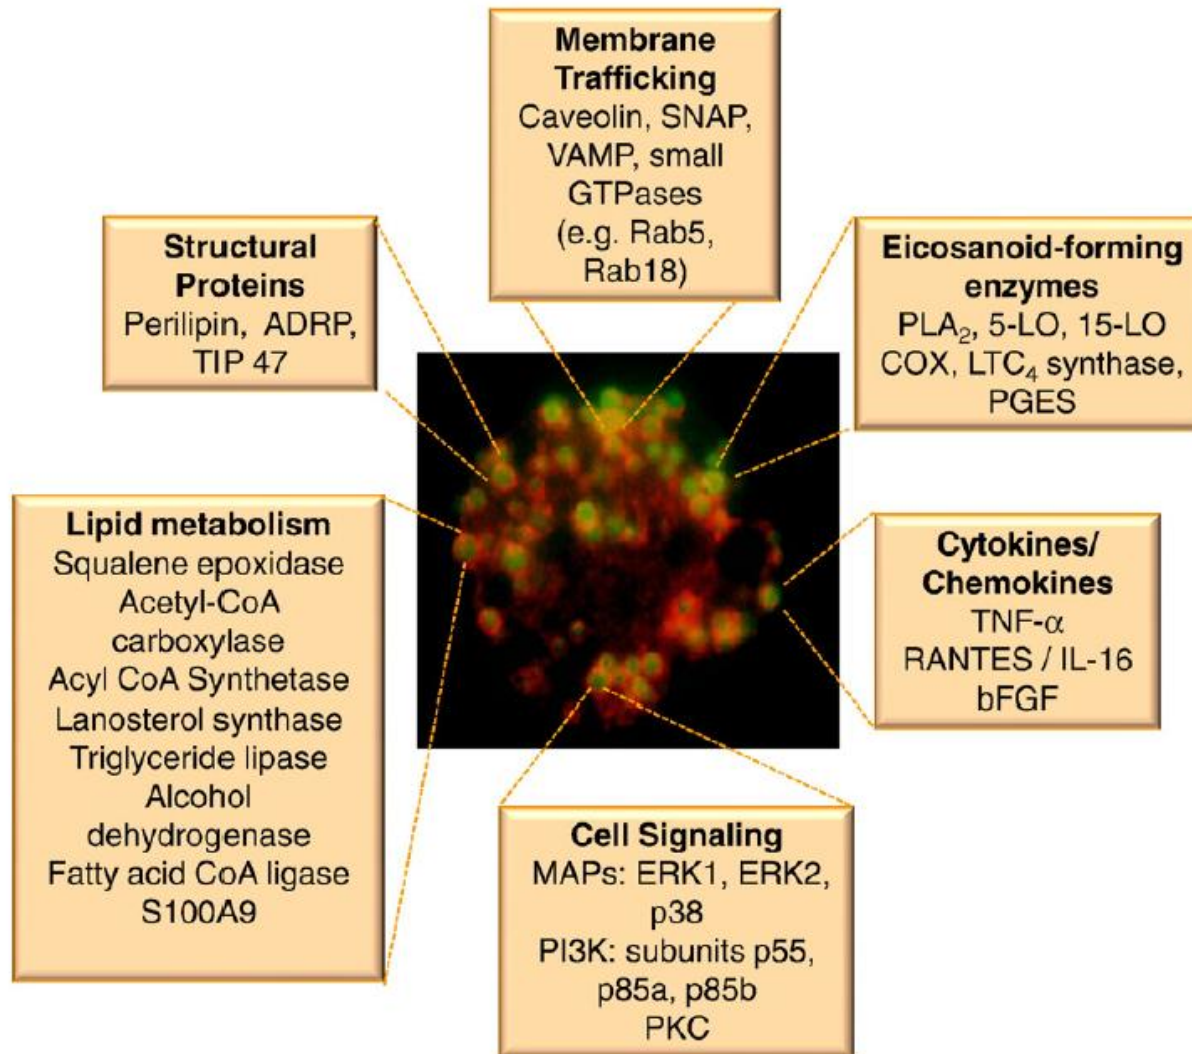 Membrane
Trafficking
Caveolin, SNAP,
VAMP, small
GTPases
(e.g. Rab5,
Rab18)
Structural
Proteins
Perilipin, ADRP,
TIP 47
Eicosanoid-forming
enzymes
PLA₂, 5-LO, 15-LO
COX, LTC₄ synthase,
PGES
Lipid metabolism
Squalene epoxidase
Acetyl-CoA
carboxylase
Acyl CoA Synthetase
Lanosterol synthase
Triglyceride lipase
Alcohol
dehydrogenase
Fatty acid CoA ligase
S100A9
Cytokines/
Chemokines
TNF-α
RANTES / IL-16
bFGF
Cell Signaling
MAPs: ERK1, ERK2,
p38
PI3K: subunits p55,
p85a, p85b
PKC